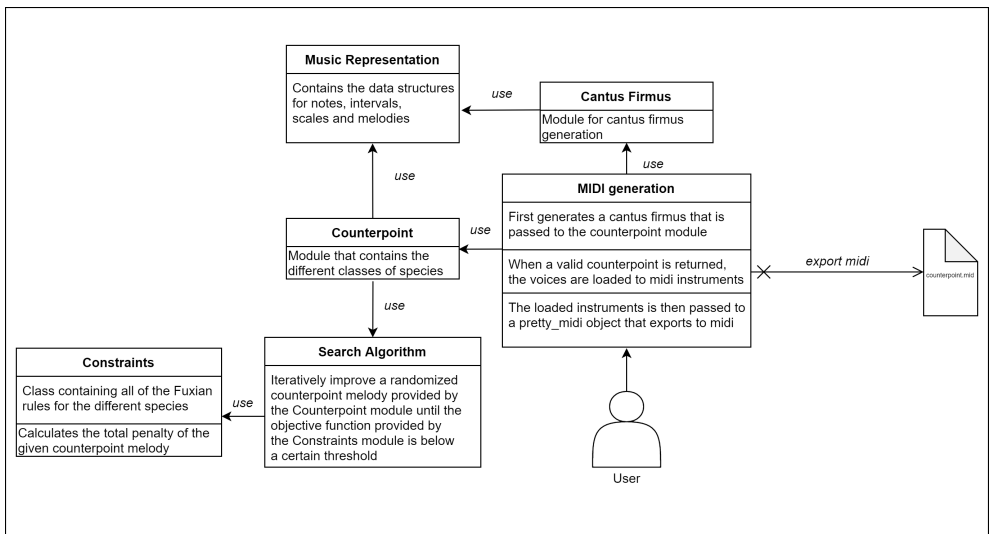 Music Representation
Contains the data structures
for notes, intervals,
scales and melodies
use
Cantus Firmus
Module for cantus firmus
generation
use
use
MIDI generation
First generates a cantus firmus that is
passed to the counterpoint module
When a valid counterpoint is returned,
the voices are loaded to midi instruments
The loaded instruments is then passed to
a pretty_midi object that exports to midi
use
Counterpoint
Module that contains the
different classes of species
export midi
counterpoint.mid
use
Search Algorithm
Iteratively improve a randomized
counterpoint melody provided by
the Counterpoint module until the
objective function provided by
the Constraints module is below
a certain threshold
use
Constraints
Class containing all of the Fuxian
rules for the different species
Calculates the total penalty of the
given counterpoint melody
User